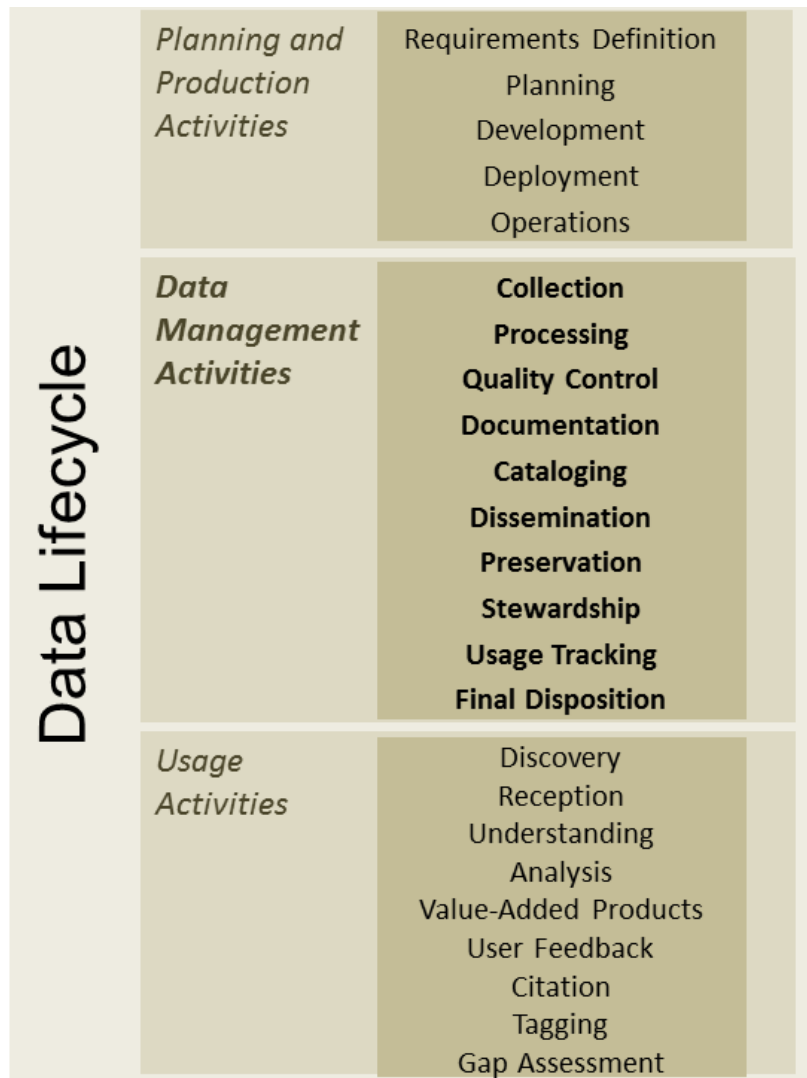 Data Lifecycle
Planning and
Production
Activities
Requirements Definition
Planning
Development
Deployment
Operations
Data
Management
Activities
Collection
Processing
Quality Control
Documentation
Cataloging
Dissemination
Preservation
Stewardship
Usage Tracking
Final Disposition
Usage
Activities
Discovery
Reception
Understanding
Analysis
Value-Added Products
User Feedback
Citation
Tagging
Gap Assessment